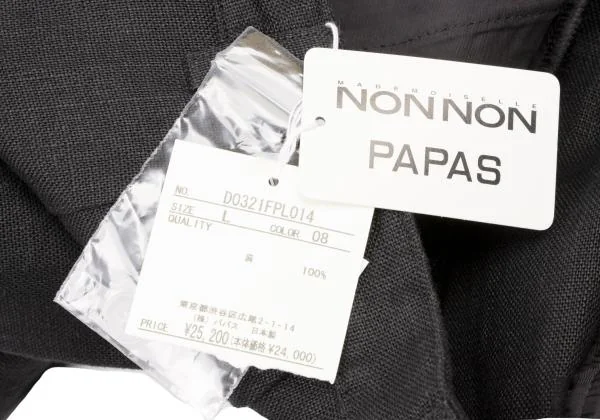 MADEMOISELLE
NONNON
PAPAS
NO. D0321FPL014
SIZE L COLOR 08
QUALITY
麻 100%
東京都渋谷区広尾2-1-14
(株) パパス 日本製
PRICE ¥25,200(本体価格¥24,000)